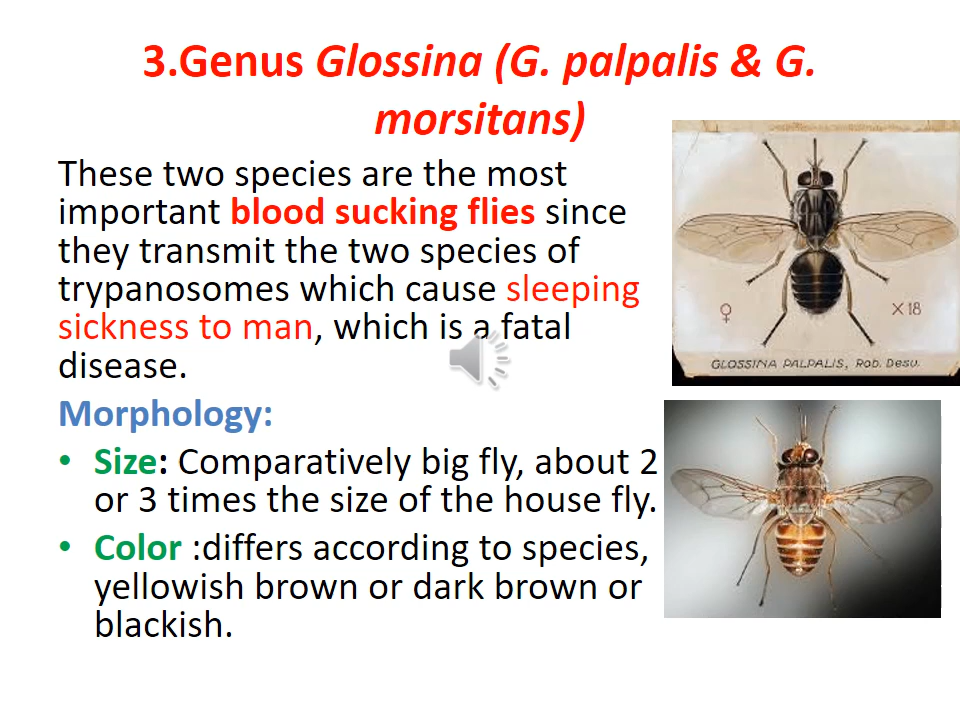 3.Genus Glossina (G. palpalis & G.
morsitans)
These two species are the most
important blood sucking flies since
they transmit the two species of
trypanosomes which cause sleeping
sickness to man, which is a fatal
disease.
Morphology:
• Size: Comparatively big fly, about 2
or 3 times the size of the house fly.
• Color :differs according to species,
yellowish brown or dark brown or
blackish.
♀
×18
GLOSSINA PALPALIS, Rob. Desv.